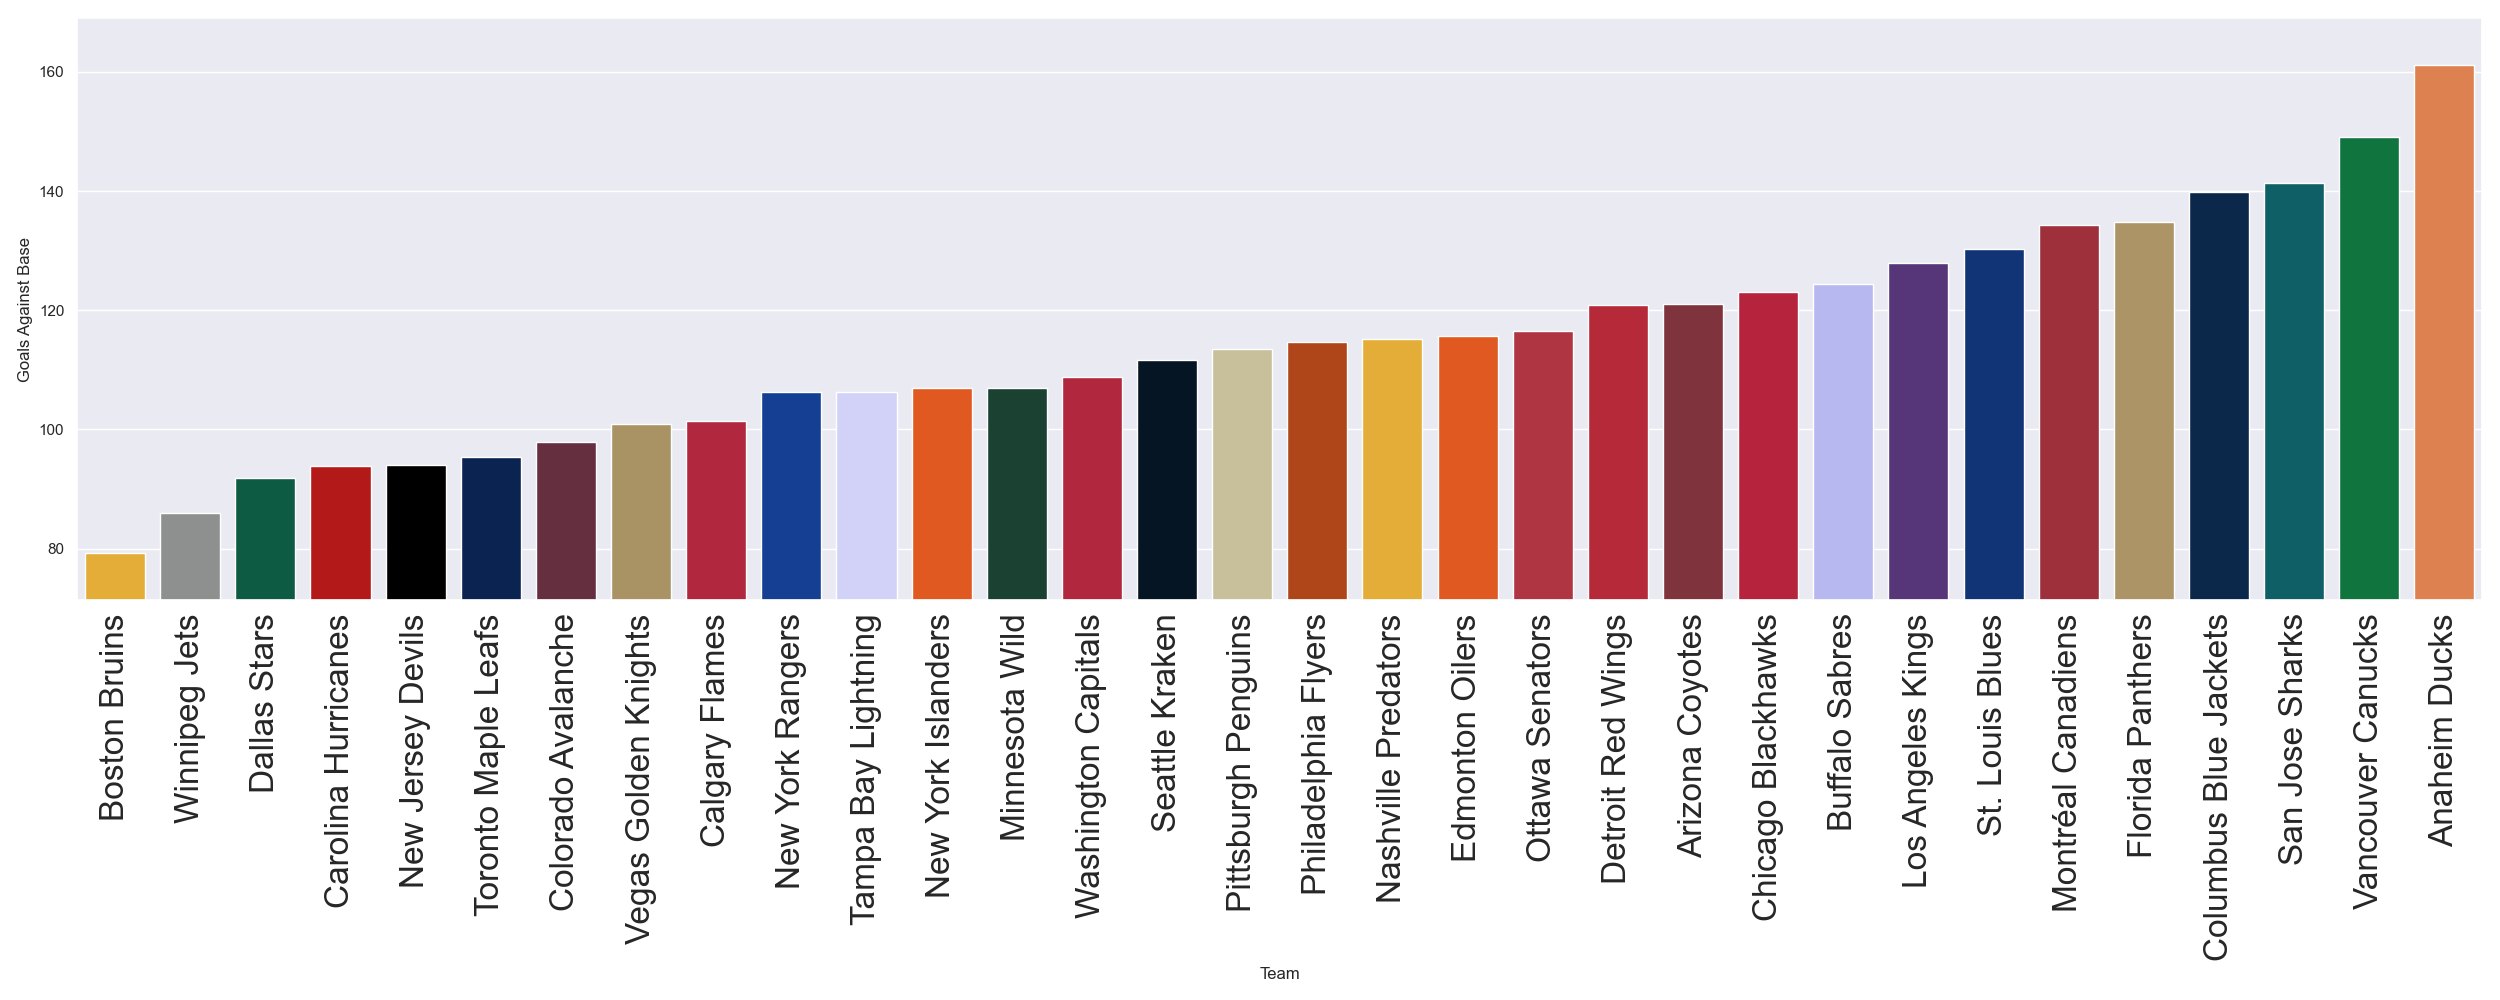 160
140
120
100
80
Goals Against Base
Boston Bruins
Winnipeg Jets
Dallas Stars
Carolina Hurricanes
New Jersey Devils
Toronto Maple Leafs
Colorado Avalanche
Vegas Golden Knights
Calgary Flames
New York Rangers
Tampa Bay Lightning
New York Islanders
Minnesota Wild
Washington Capitals
Seattle Kraken
Pittsburgh Penguins
Philadelphia Flyers
Nashville Predators
Edmonton Oilers
Ottawa Senators
Detroit Red Wings
Arizona Coyotes
Chicago Blackhawks
Buffalo Sabres
Los Angeles Kings
St. Louis Blues
Montréal Canadiens
Florida Panthers
Columbus Blue Jackets
San Jose Sharks
Vancouver Canucks
Anaheim Ducks
Team